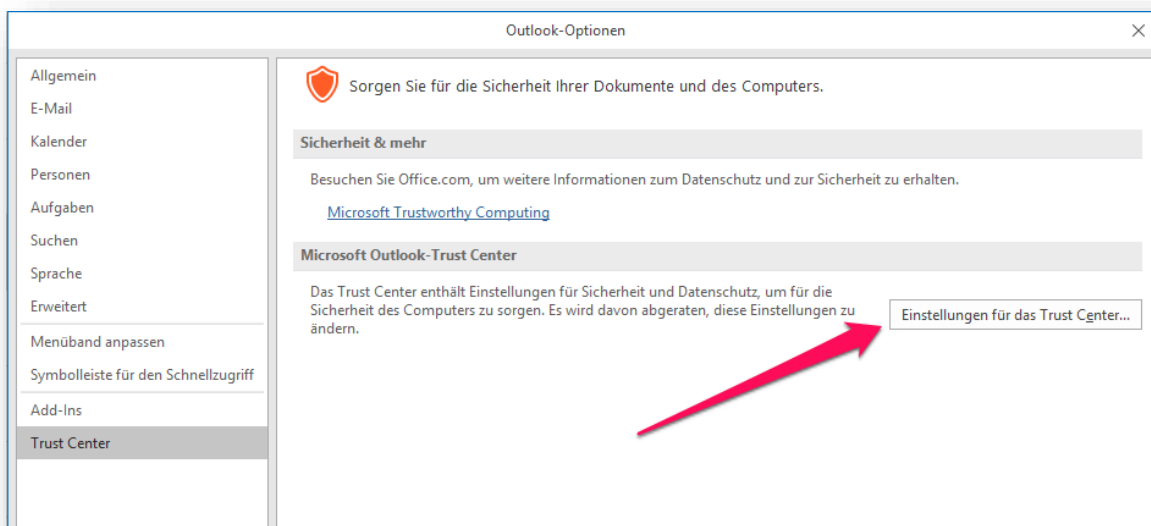 Outlook-Optionen
Allgemein
E-Mail
Kalender
Personen
Aufgaben
Suchen
Sprache
Erweitert
Menüband anpassen
Symbolleiste für den Schnellzugriff
Add-Ins
Trust Center
Sorgen Sie für die Sicherheit Ihrer Dokumente und des Computers.
Sicherheit & mehr
Besuchen Sie Office.com, um weitere Informationen zum Datenschutz und zur Sicherheit zu erhalten.
Microsoft Trustworthy Computing
Microsoft Outlook-Trust Center
Das Trust Center enthält Einstellungen für Sicherheit und Datenschutz, um für die
Sicherheit des Computers zu sorgen. Es wird davon abgeraten, diese Einstellungen zu
ändern.
Einstellungen für das Trust Center...